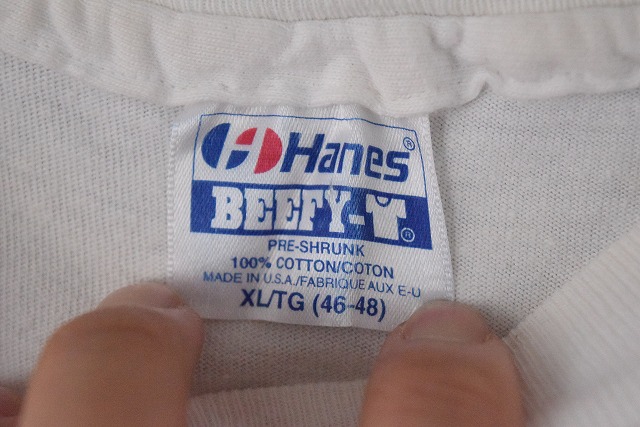 Hanes®
BEEFY-T®
PRE-SHRUNK
100% COTTON/COTON
MADE IN U.S.A./FABRIQUE AUX E-U
XL/TG (46-48)